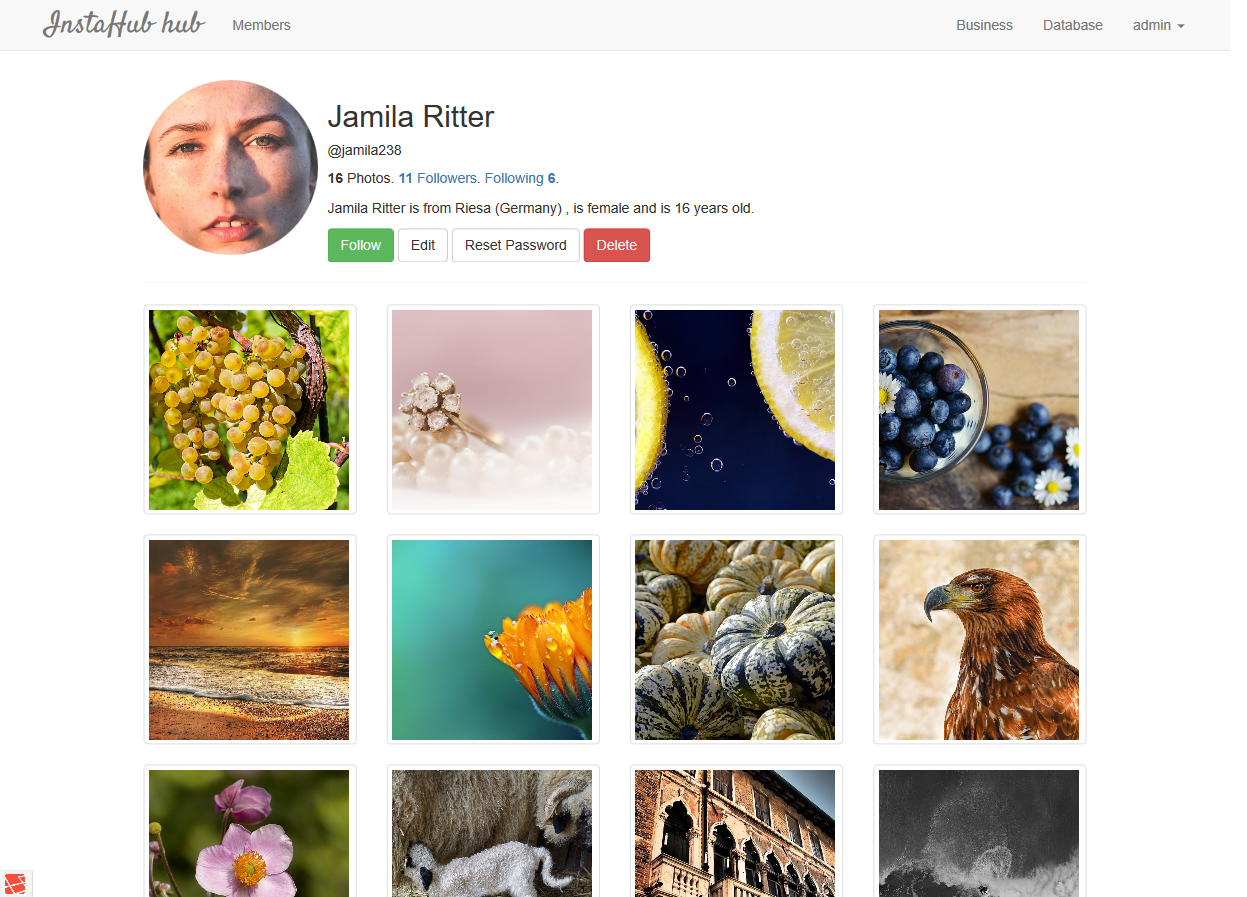 InstaHub hub Members Business Database admin
Jamila Ritter
@jamila238
16 Photos. 11 Followers. Following 6.
Jamila Ritter is from Riesa (Germany) , is female and is 16 years old.
Follow Edit Reset Password Delete